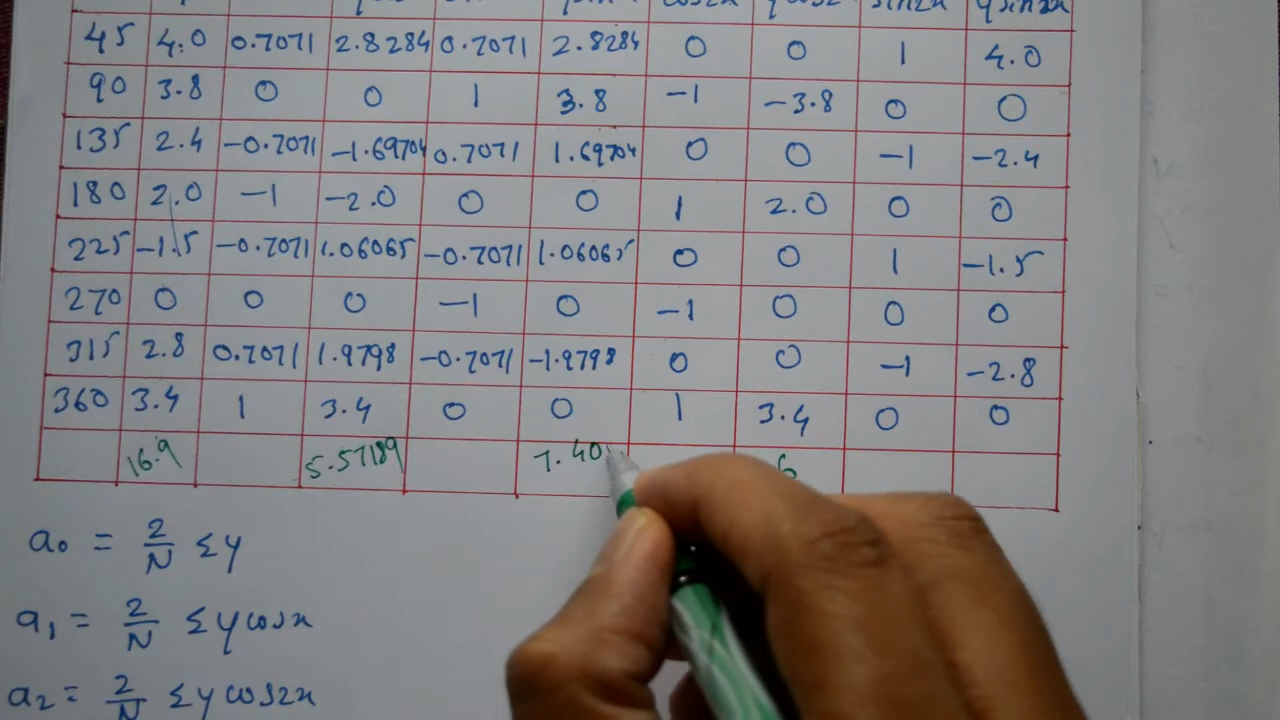 45 4.0 0.7071 2.8284 0.7071 2.8284 0 0 1 4.0
90 3.8 0 0 1 3.8 -1 -3.8 0 0
135 2.4 -0.7071 -1.69704 0.7071 1.69704 0 0 -1 -2.4
180 2.0 -1 -2.0 0 0 1 2.0 0 0
225 -1.5 -0.7071 1.06065 -0.7071 1.06065 0 0 1 -1.5
270 0 0 0 -1 0 -1 0 0 0
315 2.8 0.7071 1.9798 -0.7071 -1.9798 0 0 -1 -2.8
360 3.4 1 3.4 0 0 1 3.4 0 0
16.9 5.57189 7.40
a₀ = 2/N Σy
a₁ = 2/N Σy cosx
a₂ = 2/N Σy cos2x